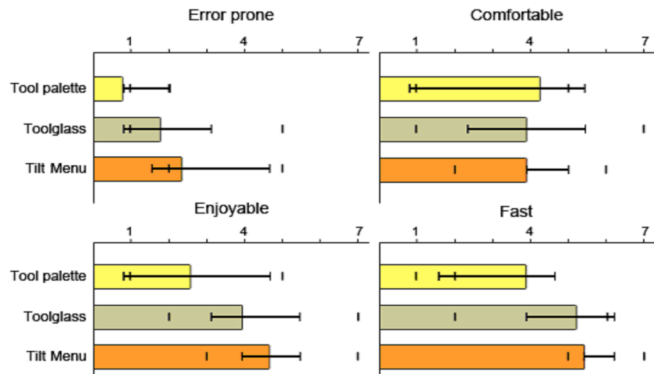 Error prone
Comfortable
1 4 7
1 4 7
Tool palette
Toolglass
Tilt Menu
Enjoyable
Fast
1 4 7
1 4 7
Tool palette
Toolglass
Tilt Menu